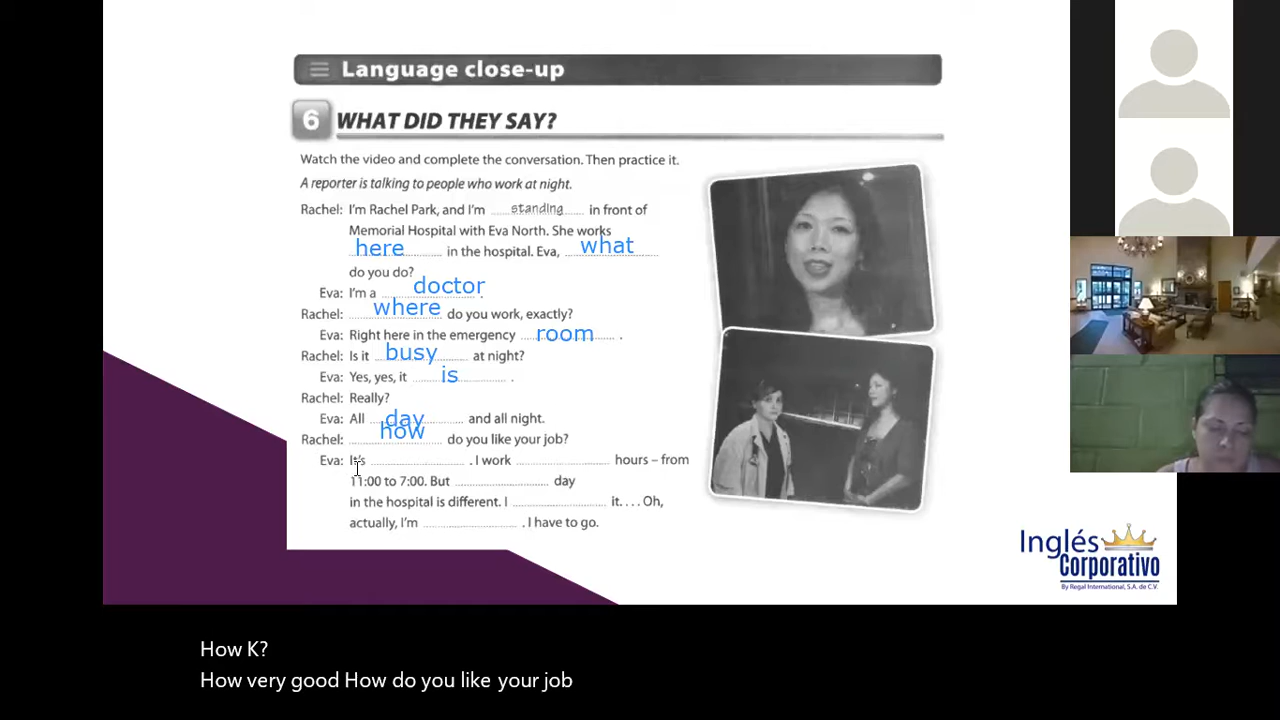 Language close-up
6 WHAT DID THEY SAY?
Watch the video and complete the conversation. Then practice it.
A reporter is talking to people who work at night.
Rachel: I'm Rachel Park, and I'm standing in front of
Memorial Hospital with Eva North. She works
here in the hospital. Eva, what
do you do?
Eva: I'm a doctor .
Rachel: where do you work, exactly?
Eva: Right here in the emergency room .
Rachel: Is it busy at night?
Eva: Yes, yes, it is .
Rachel: Really?
Eva: All day and all night.
Rachel: how do you like your job?
Eva: It's . I work hours – from
11:00 to 7:00. But day
in the hospital is different. I it. . . . Oh,
actually, I'm . I have to go.
Inglés
Corporativo
By Regal International, S.A. de C.V.
How K?
How very good How do you like your job